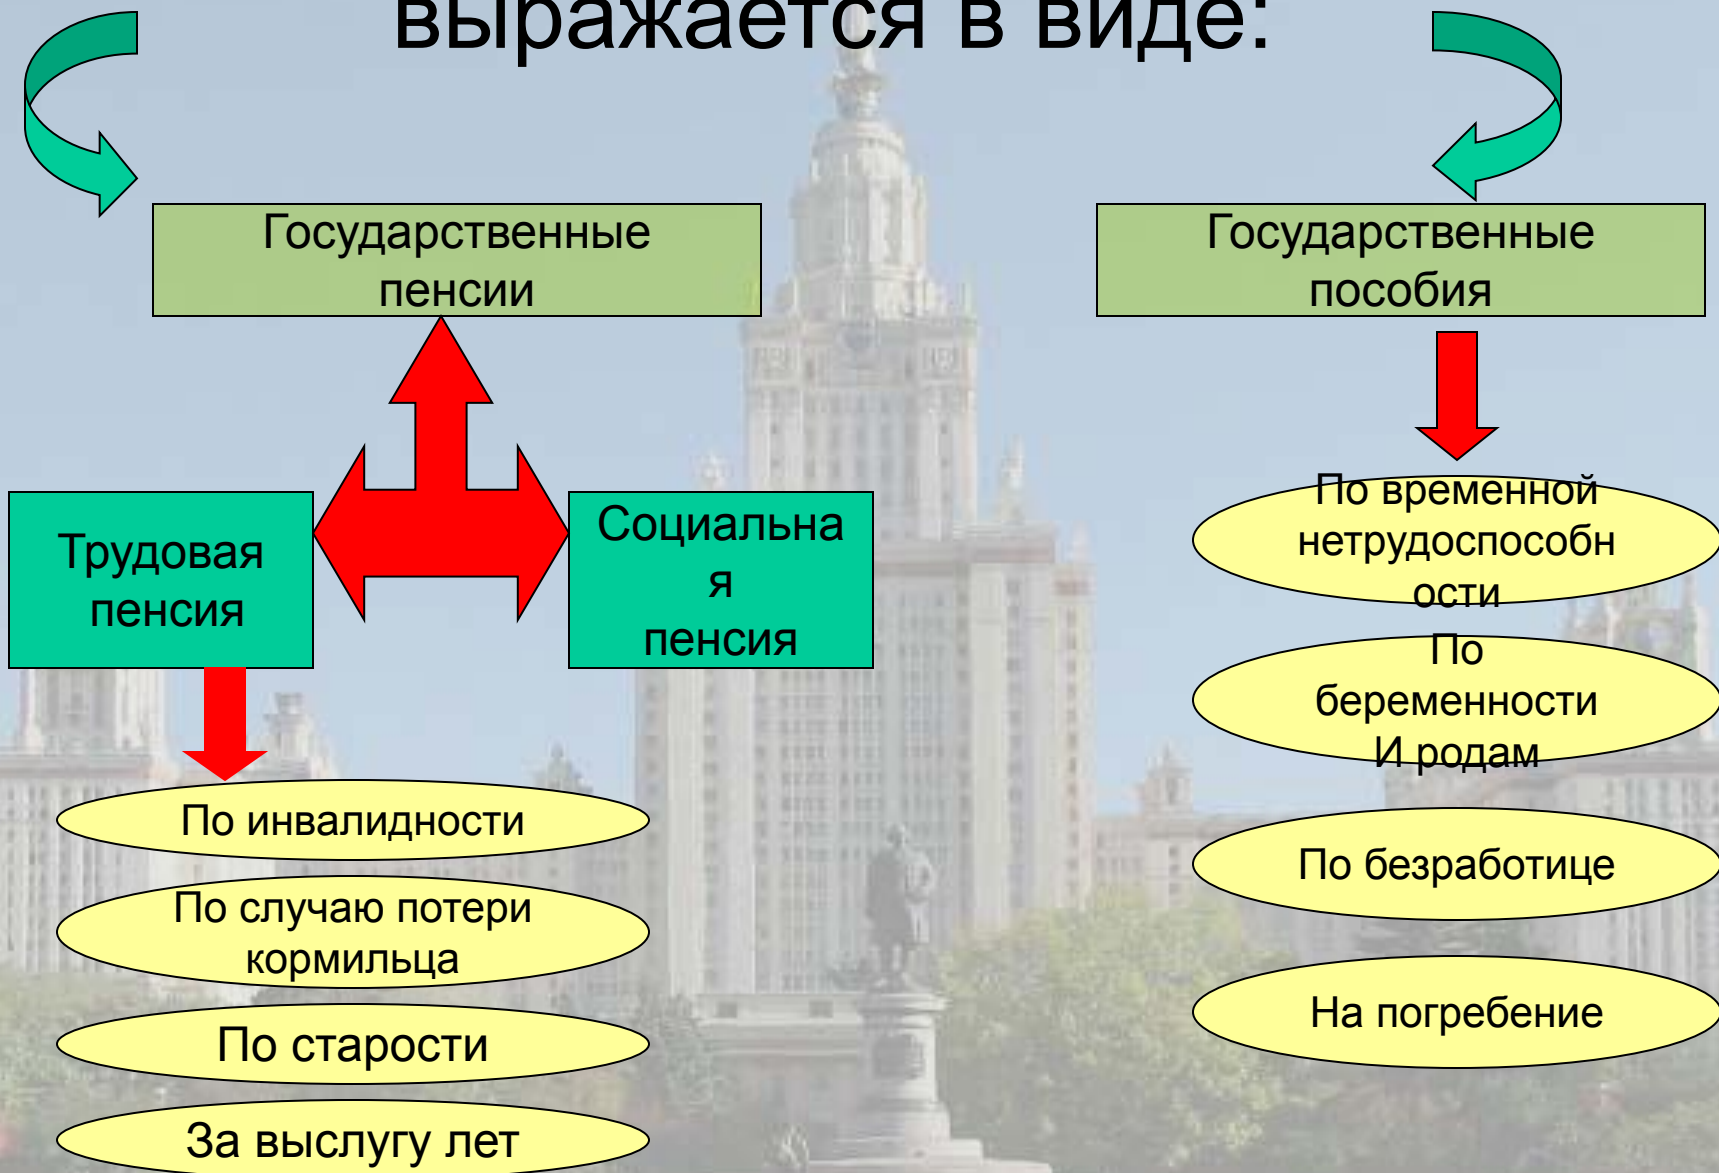 выражается в виде:
Государственные
пенсии
Государственные
пособия
Трудовая
пенсия
Социальна
я
пенсия
По инвалидности
По случаю потери
кормильца
По старости
За выслугу лет
По временной
нетрудоспособн
ости
По
беременности
И родам
По безработице
На погребение